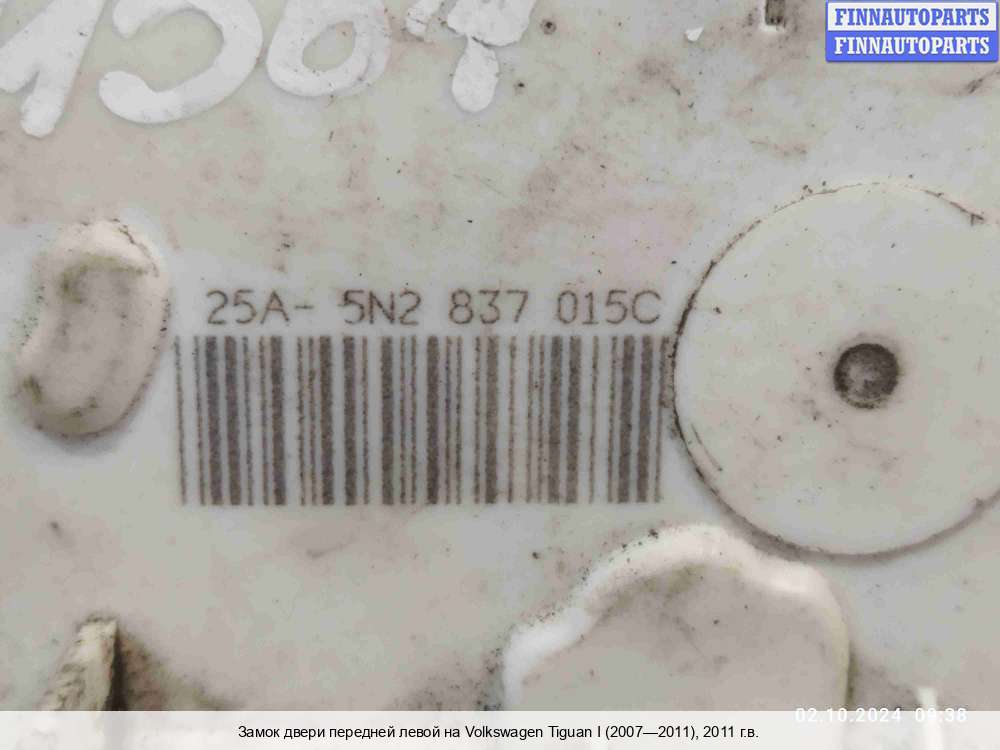 FINNAUTOPARTS
FINNAUTOPARTS
25A- 5N2 837 015C
02.10.2024 09:38
Замок двери передней левой на Volkswagen Tiguan I (2007—2011), 2011 г.в.